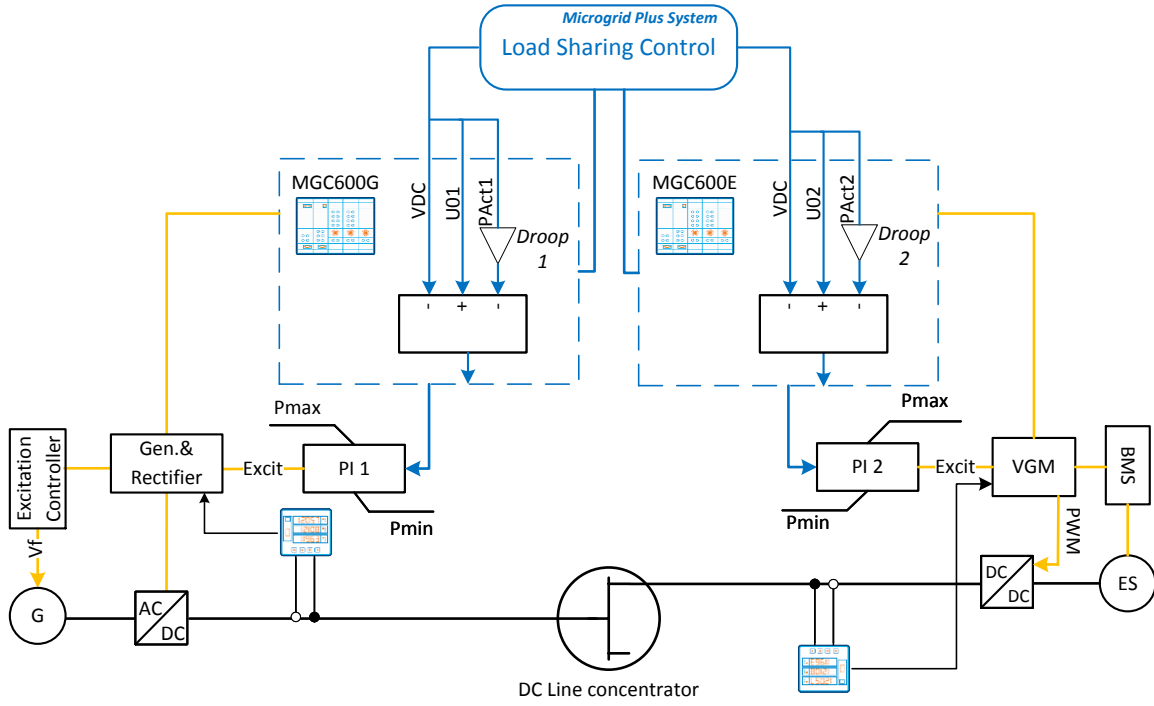 Microgrid Plus System
Load Sharing Control
MGC600G
VDC
U01
PAct1
Droop
1
-
+
-
MGC600E
VDC
U02
PAct2
Droop
2
-
+
-
Pmax
Pmax
Excitation
Controller
Gen.&
Rectifier
Excit
PI 1
PI 2
Excit
VGM
BMS
Pmin
Pmin
Vf
PWM
G
AC
DC
DC
DC
ES
DC Line concentrator